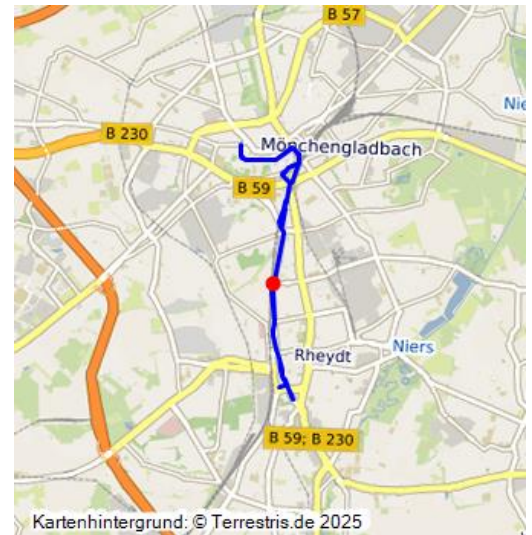 B 57
Nie
B 230
Mönchengladbach
B 59
Niers
Rheydt
B 59; B 230
Kartenhintergrund: © Terrestris.de 2025